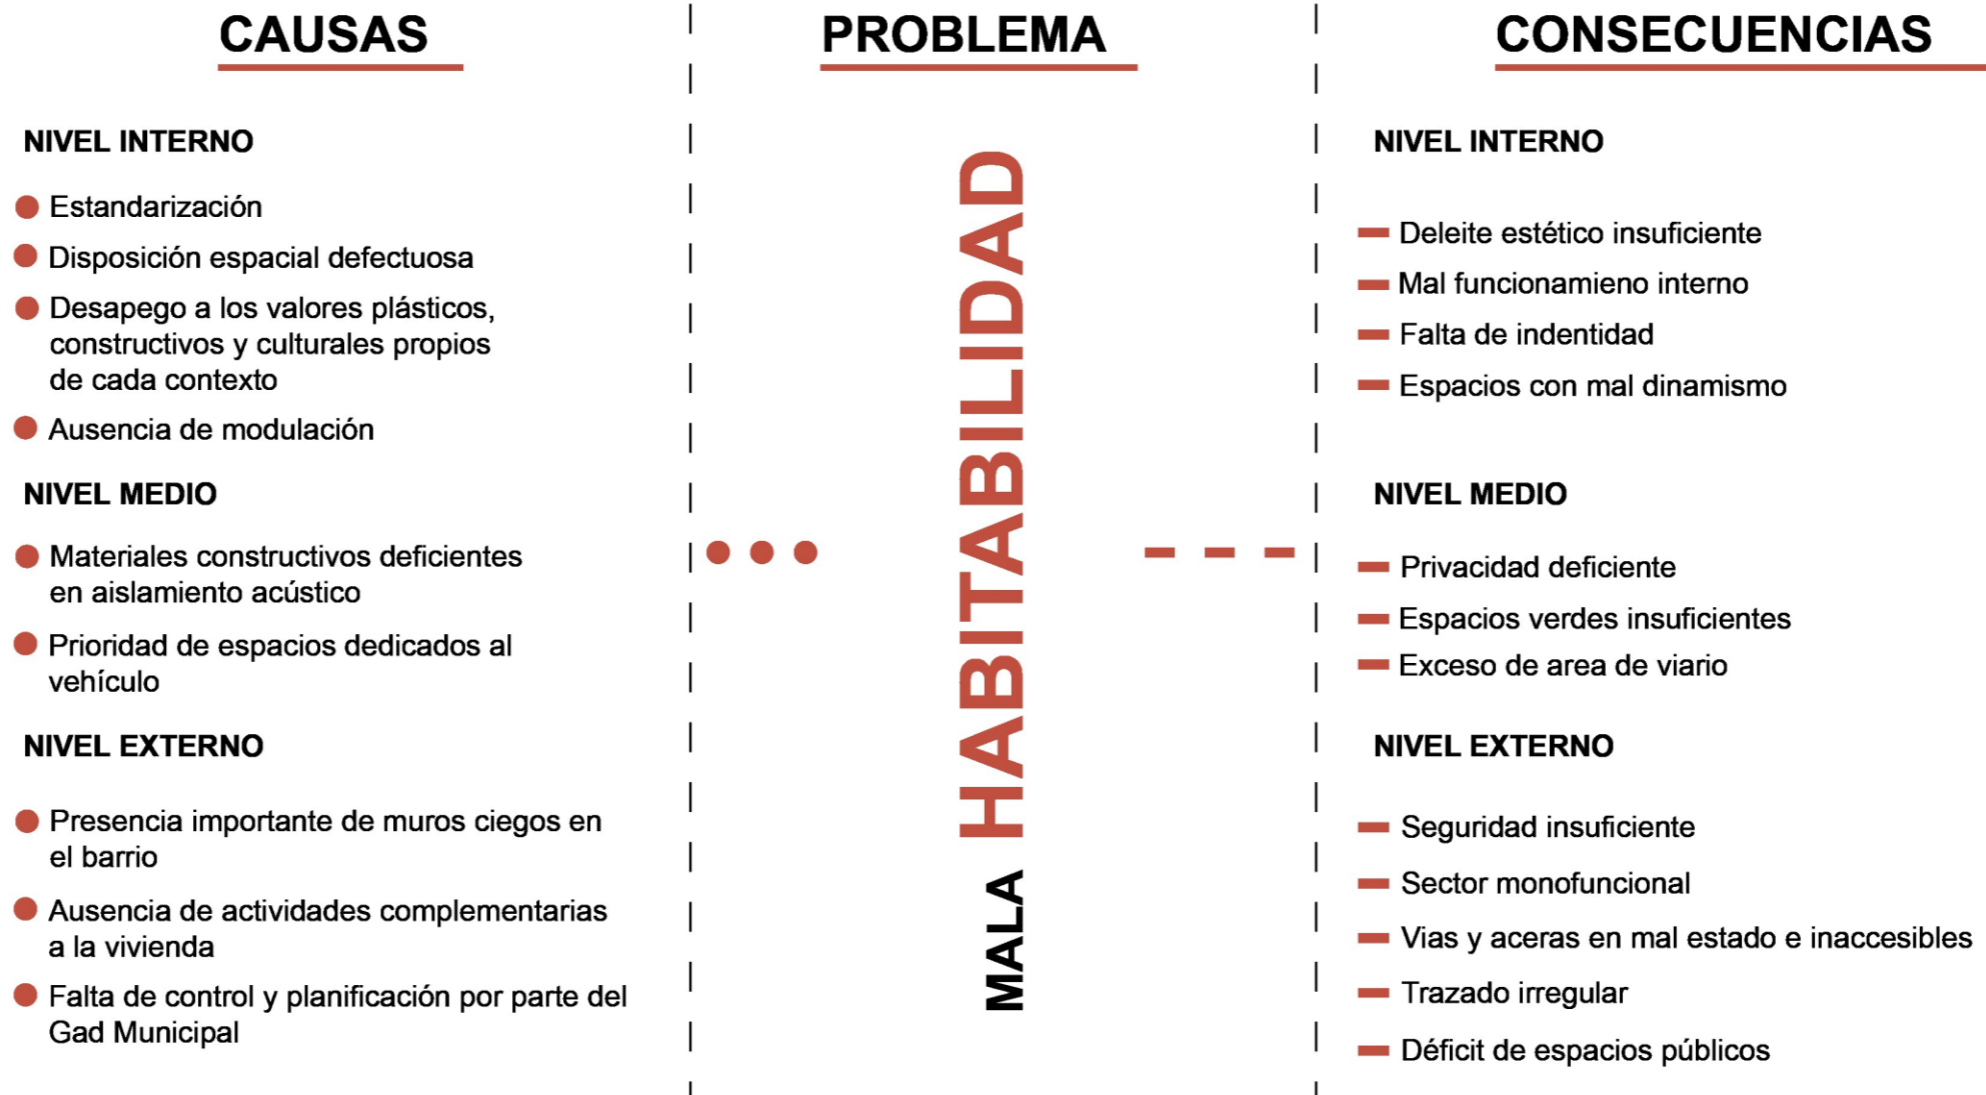 CAUSAS
NIVEL INTERNO
Estandarización
Disposición espacial defectuosa
Desapego a los valores plásticos,
constructivos y culturales propios
de cada contexto
Ausencia de modulación
NIVEL MEDIO
Materiales constructivos deficientes
en aislamiento acústico
Prioridad de espacios dedicados al
vehículo
NIVEL EXTERNO
Presencia importante de muros ciegos en
el barrio
Ausencia de actividades complementarias
a la vivienda
Falta de control y planificación por parte del
Gad Municipal
PROBLEMA
MALA HABITABILIDAD
CONSECUENCIAS
NIVEL INTERNO
Deleite estético insuficiente
Mal funcionamieno interno
Falta de indentidad
Espacios con mal dinamismo
NIVEL MEDIO
Privacidad deficiente
Espacios verdes insuficientes
Exceso de area de viario
NIVEL EXTERNO
Seguridad insuficiente
Sector monofuncional
Vias y aceras en mal estado e inaccesibles
Trazado irregular
Déficit de espacios públicos